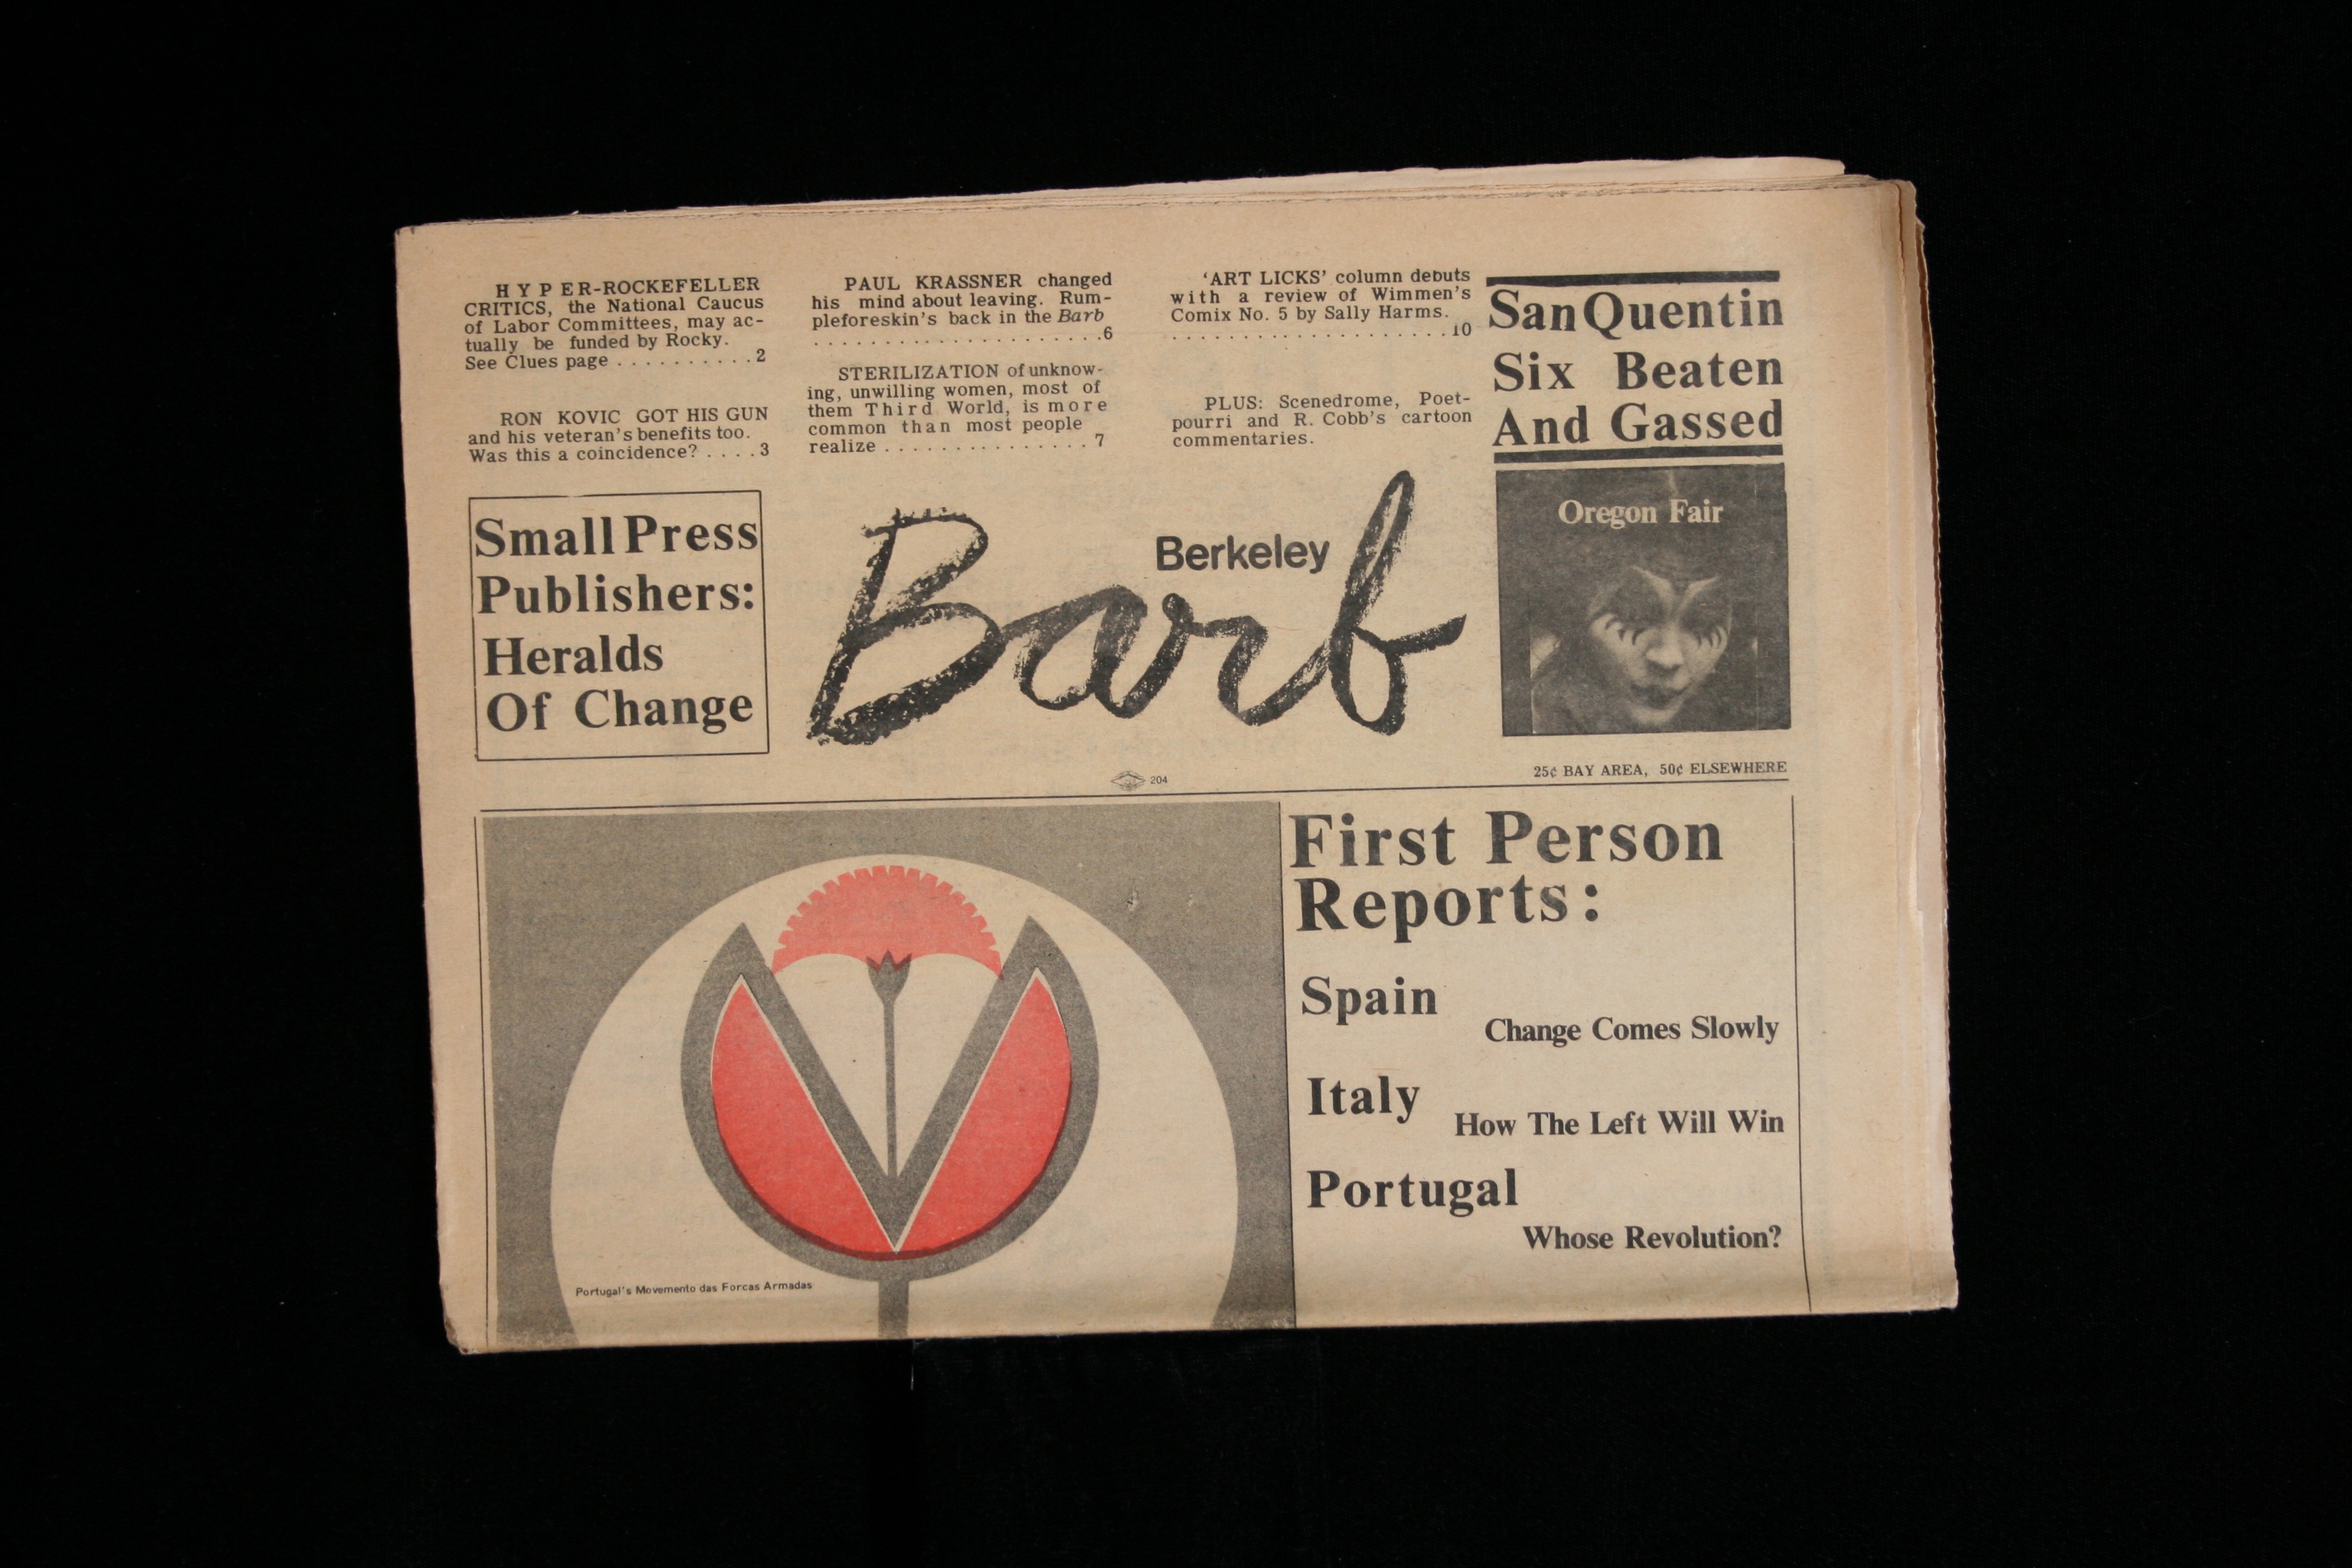 HYPER-ROCKEFELLER
CRITICS, the National Caucus
of Labor Committees, may ac-
tually be funded by Rocky.
See Clues page . . . . . . . . . . 2
RON KOVIC GOT HIS GUN
and his veteran's benefits too.
Was this a coincidence? . . . . 3
PAUL KRASSNER changed
his mind about leaving. Rum-
pleforeskin's back in the Barb
. . . . . . . . . . . . . . . . . . . . . 6
STERILIZATION of unknow-
ing, unwilling women, most of
them Third World, is more
common than most people
realize . . . . . . . . . . . . . . . 7
'ART LICKS' column debuts
with a review of Wimmen's
Comix No. 5 by Sally Harms.
. . . . . . . . . . . . . . . . . . . . 10
PLUS: Scenedrome, Poet-
pourri and R. Cobb's cartoon
commentaries.
San Quentin
Six Beaten
And Gassed
Small Press
Publishers:
Heralds
Of Change
Berkeley
Barb
Oregon Fair
204
25¢ BAY AREA, 50¢ ELSEWHERE
First Person
Reports:
Spain
Change Comes Slowly
Italy
How The Left Will Win
Portugal
Whose Revolution?
Portugal's Movemento das Forcas Armadas